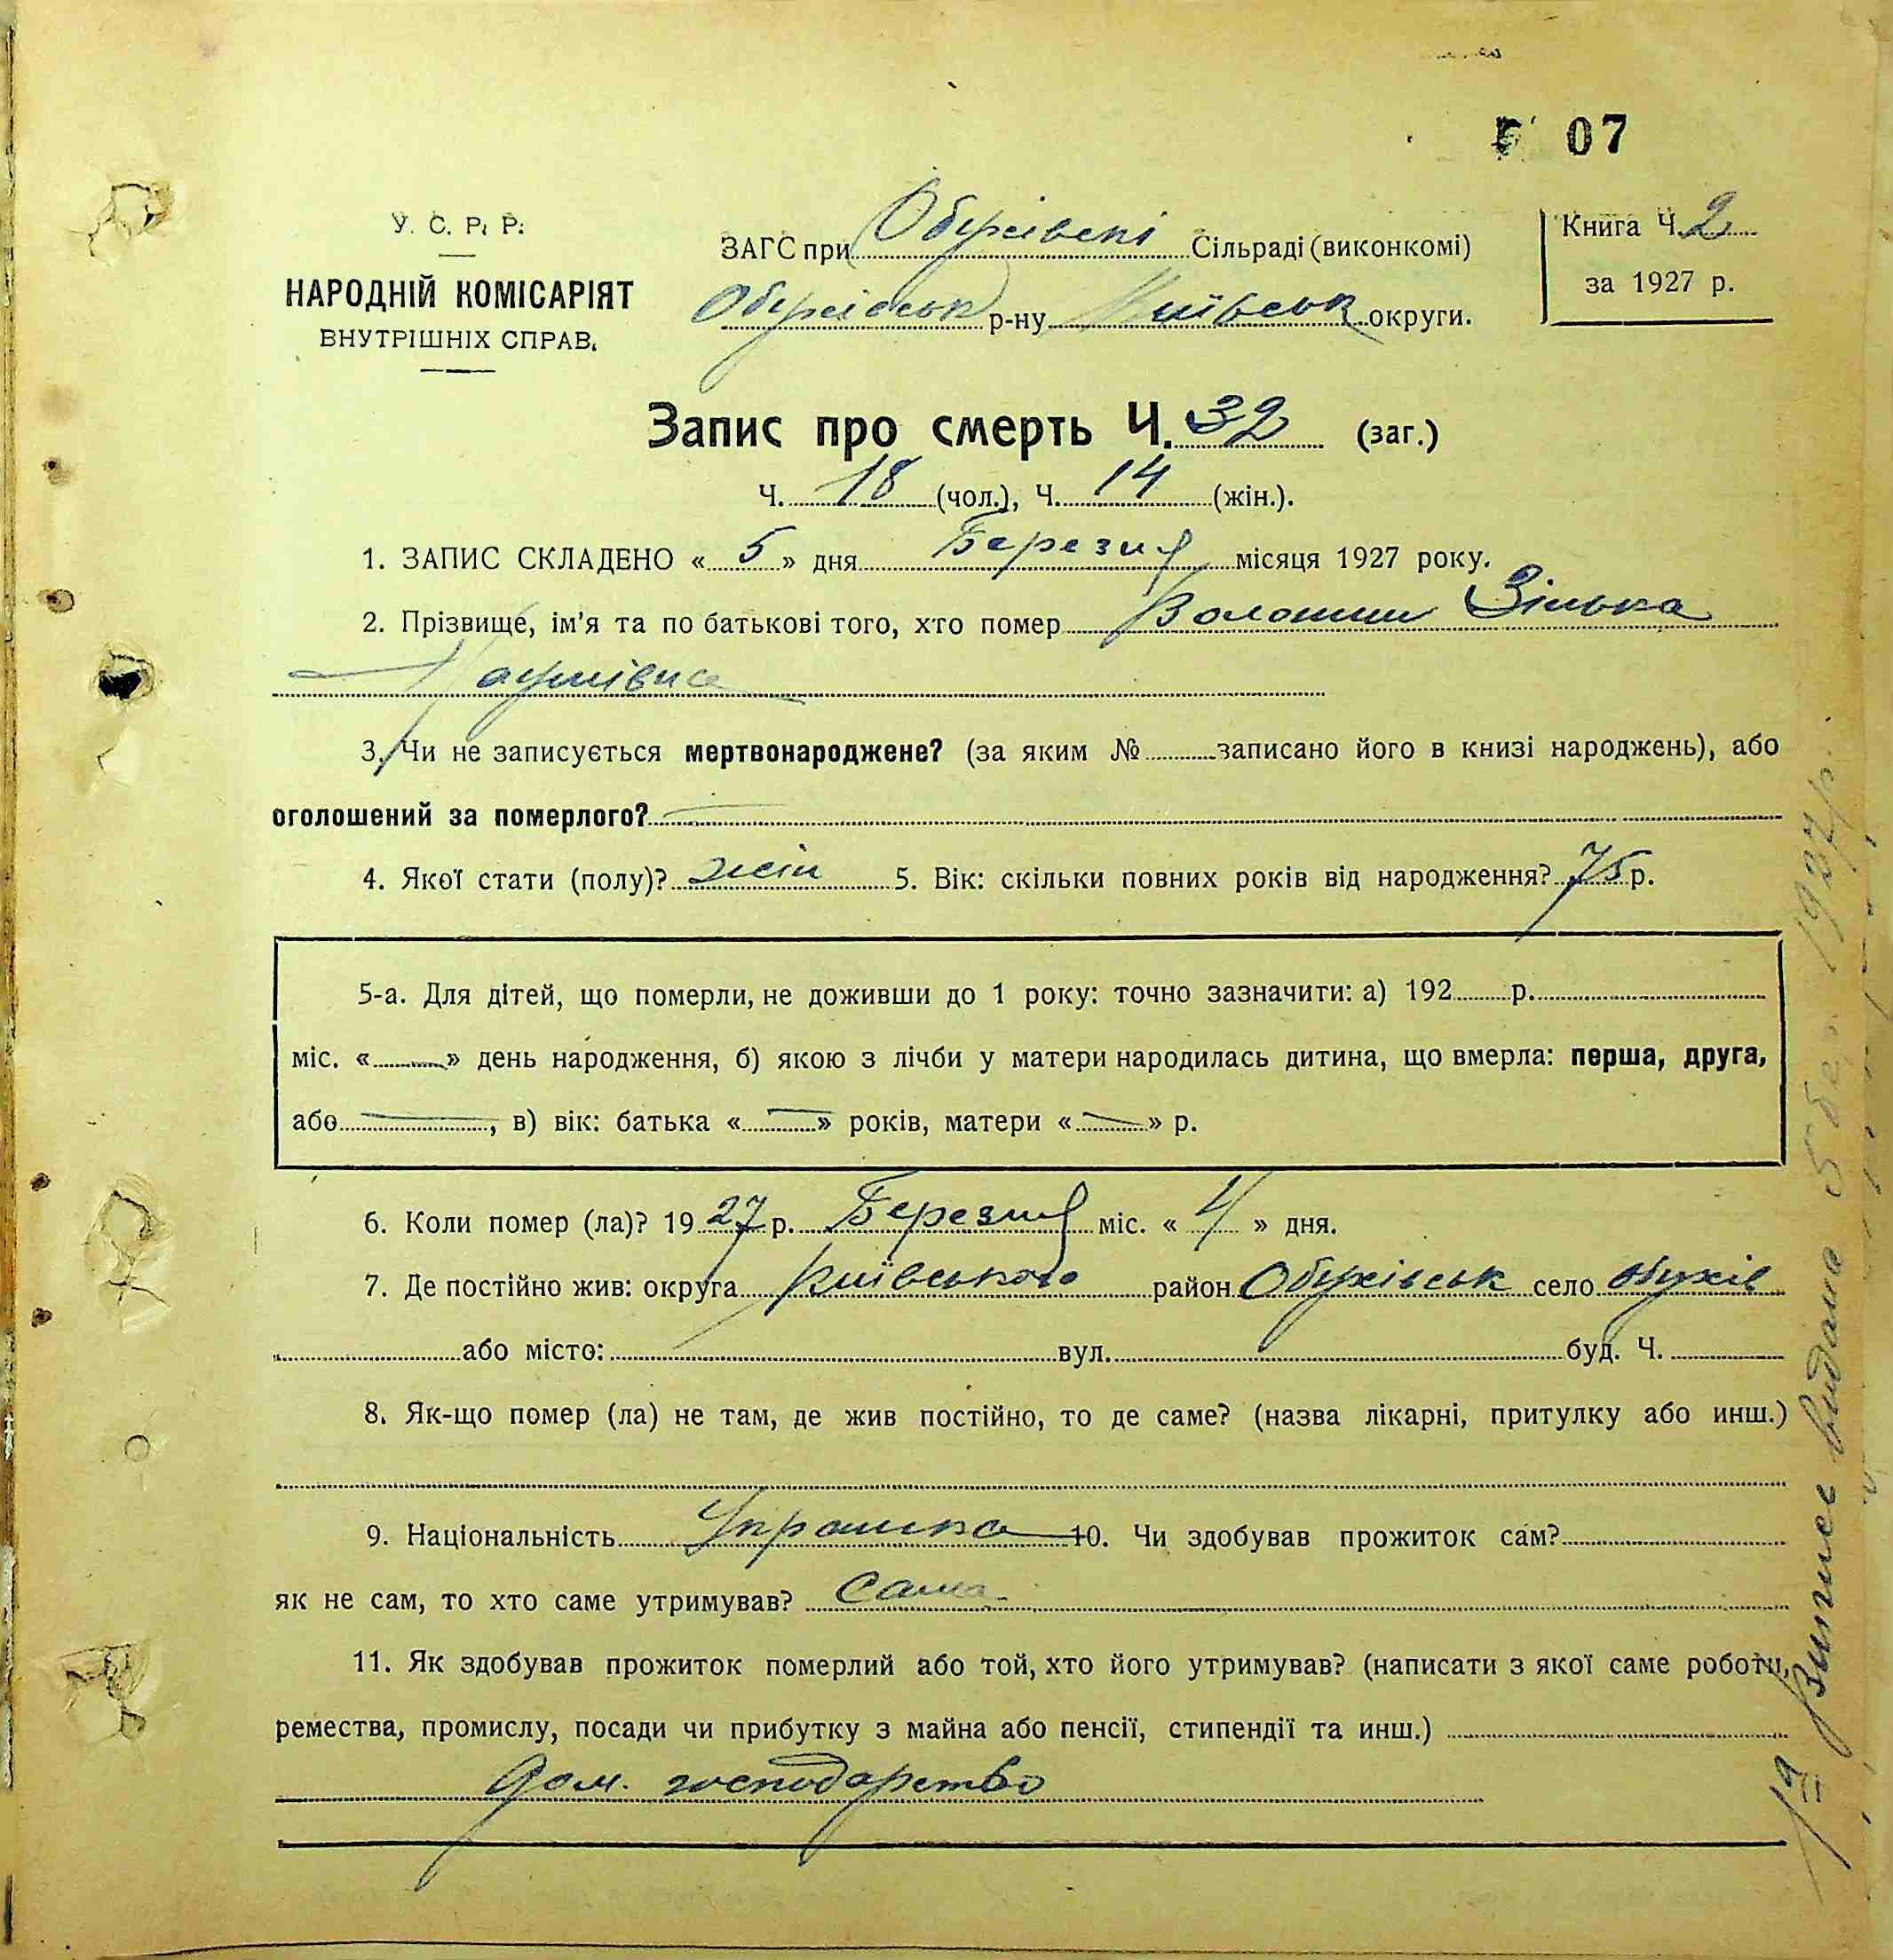 07
У. С. Р. Р.
НАРОДНІЙ КОМІСАРІЯТ
ВНУТРІШНІХ СПРАВ.
ЗАГС при Обухівскі Сільраді (виконкомі)
Обухівськ р-ну Київськ округи.
Книга Ч. 2
за 1927 р.
Запис про смерть Ч. 32 (заг.)
Ч. 18 (чол.), Ч. 14 (жін.).
1. ЗАПИС СКЛАДЕНО « 5 » дня Березня місяця 1927 року.
2. Прізвище, ім'я та по батькові того, хто помер Волошин Зінька
Наумівна
3. Чи не записується мертвонароджене? (за яким № записано його в книзі народжень), або
оголошений за померлого?
4. Якої стати (полу)? жін 5. Вік: скільки повних років від народження? 75 р.
5-а. Для дітей, що померли, не доживши до 1 року: точно зазначити: а) 192 р.
міс. « » день народження, б) якою з лічби у матери народилась дитина, що вмерла: перша, друга,
або , в) вік: батька « » років, матери « » р.
6. Коли помер (ла)? 1927 р. Березня міс. « 4 » дня.
7. Де постійно жив: округа Київського район Обухівськ село Обухів
або місто: вул. буд. Ч.
8. Як-що помер (ла) не там, де жив постійно, то де саме? (назва лікарні, притулку або инш.)
9. Національність Украинка 10. Чи здобував прожиток сам?
як не сам, то хто саме утримував? Сама
11. Як здобував прожиток померлий або той, хто його утримував? (написати з якої саме роботи,
ремества, промислу, посади чи прибутку з майна або пенсії, стипендії та инш.)
Дом. господарство
Витпис видана 5 бер. 1927 р.